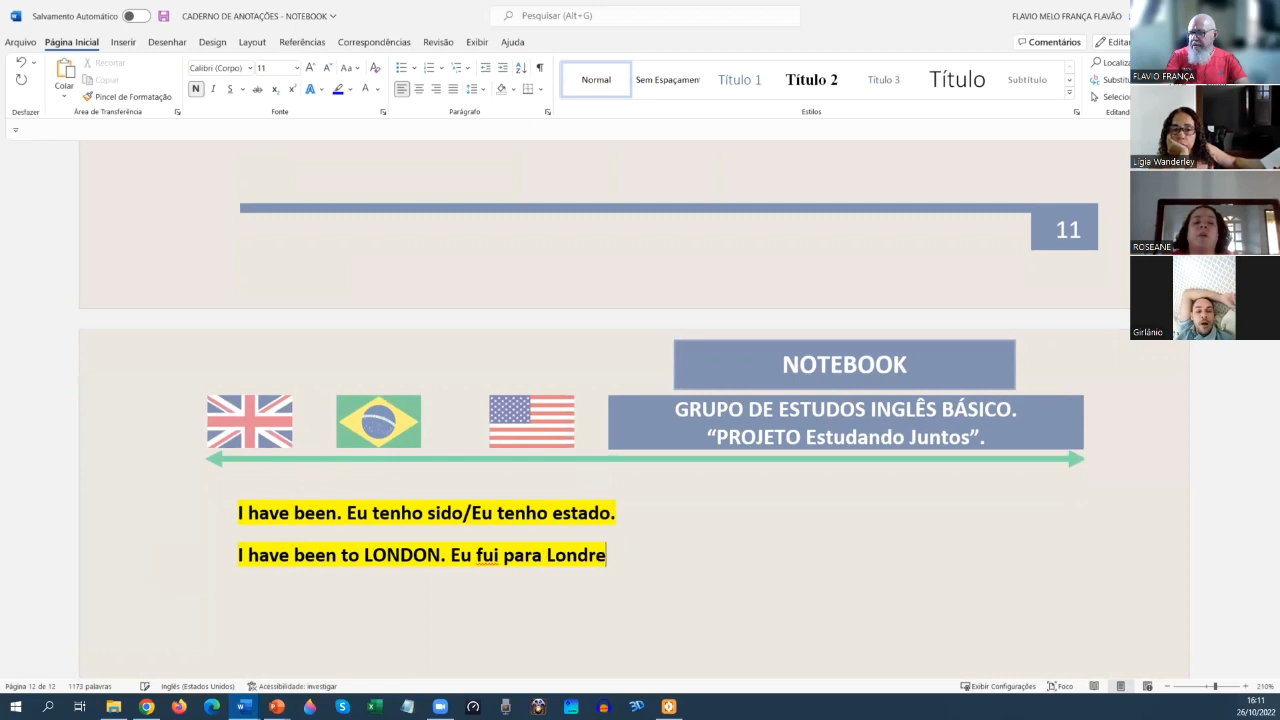 Salvamento Automático
CADERNO DE ANOTAÇÕES - NOTEBOOK
Pesquisar (Alt+G)
FLAVIO MELO FRANÇA FLAVÃO
Arquivo Página Inicial Inserir Desenhar Design Layout Referências Correspondências Revisão Exibir Ajuda
Comentários
Editar
Colar
Recortar
Copiar
Pincel de Formatação
Calibri (Corpo) 11
Normal
Sem Espaçamen
Título 1
Título 2
Título 3
Título
Subtítulo
Localiza
Substitu
Selecion
Desfazer
Área de Transferência
Fonte
Parágrafo
Estilos
Editando
FLAVIO FRANÇA
Lígia Wanderley
ROSEANE
Girlânio
11
NOTEBOOK
GRUPO DE ESTUDOS INGLÊS BÁSICO.
“PROJETO Estudando Juntos”.
I have been. Eu tenho sido/Eu tenho estado.
I have been to LONDON. Eu fui para Londre
Página 12 de 12 1173 palavras Inglês (Estados Unidos) Acessibilidade: investigar
Exibir Configurações Foco 210%
16:11
26/10/2022